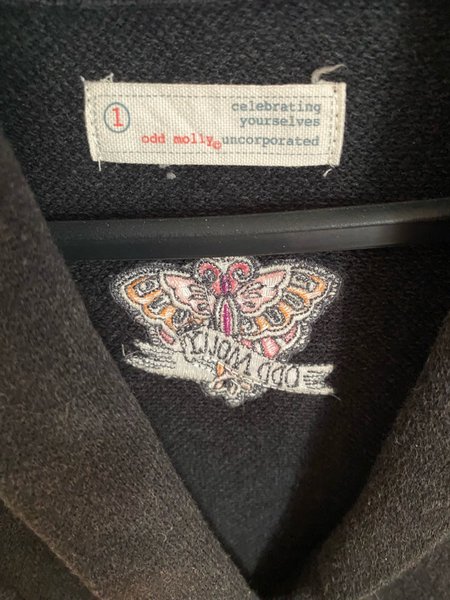 1
celebrating
yourselves
odd molly© uncorporated
ODD MOLLY